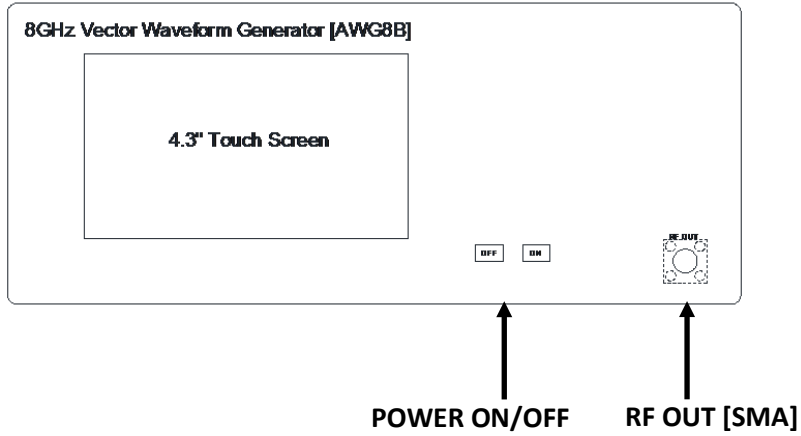 8GHz Vector Waveform Generator [AWG8B]
4.3" Touch Screen
RF OUT
OFF ON
POWER ON/OFF RF OUT [SMA]